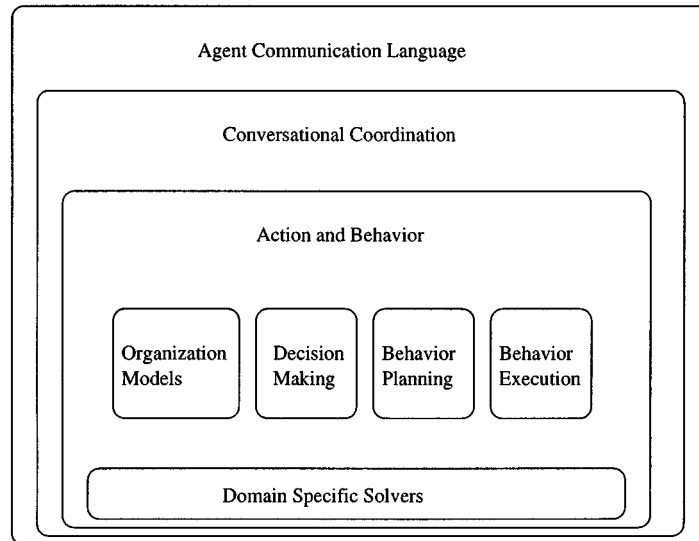 Agent Communication Language
Conversational Coordination
Action and Behavior
Organization
Models
Decision
Making
Behavior
Planning
Behavior
Execution
Domain Specific Solvers